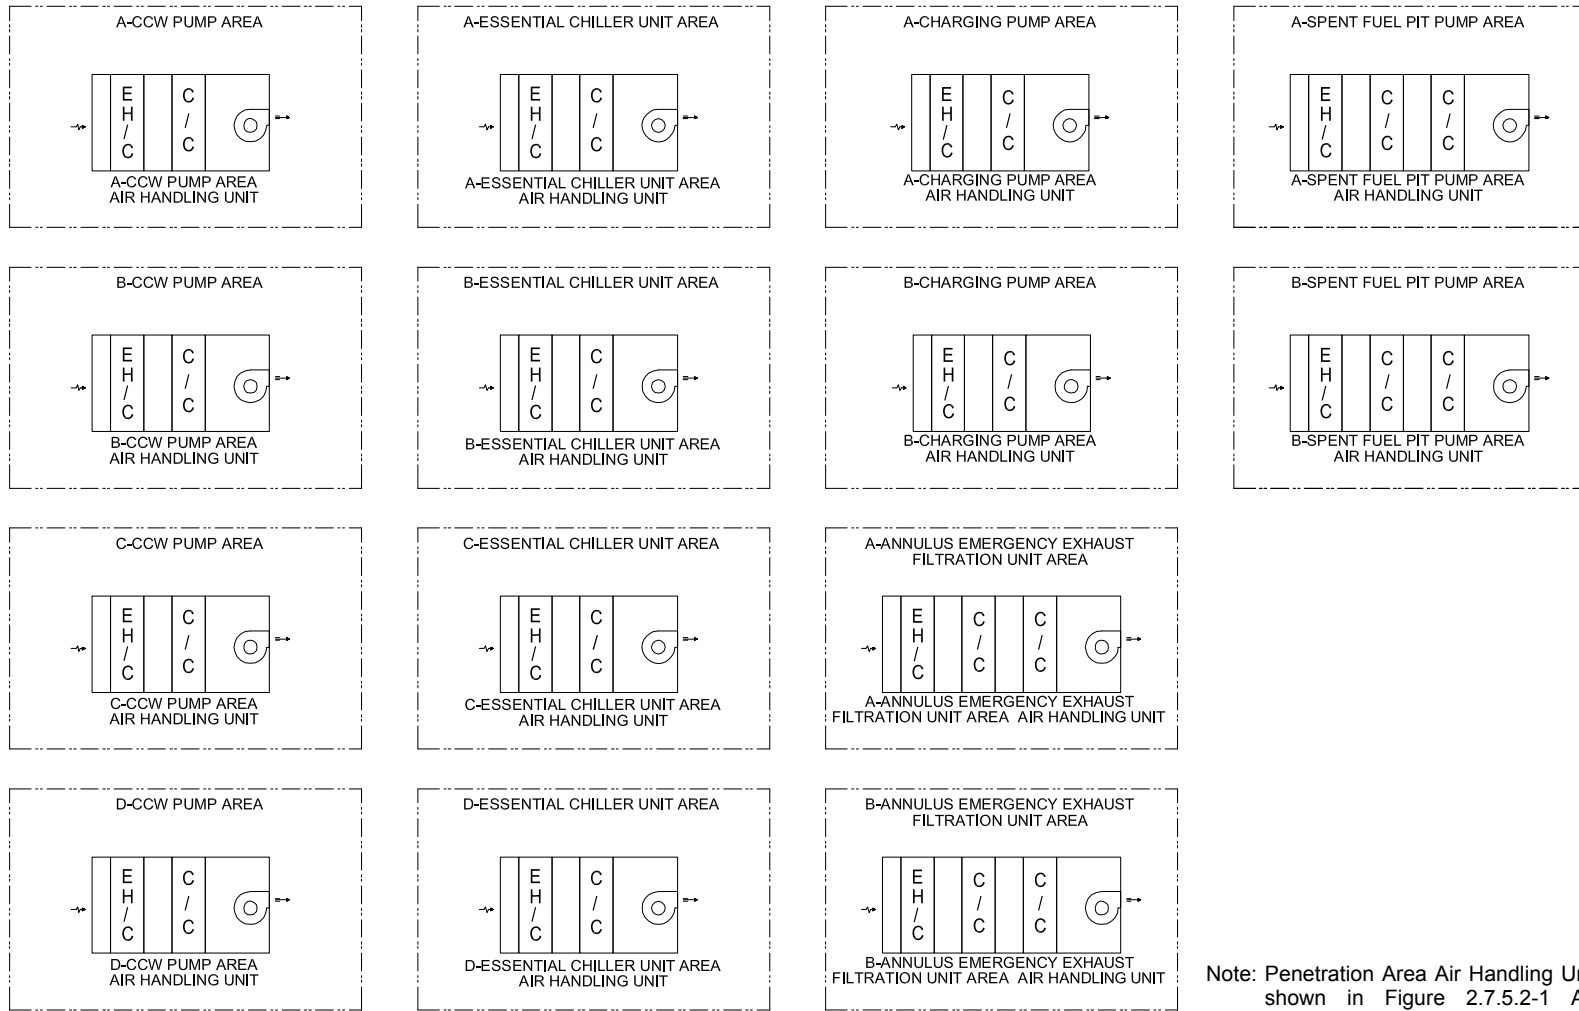 A-CCW PUMP AREA
E
H
/
C
C
/
C
A-CCW PUMP AREA
AIR HANDLING UNIT
A-ESSENTIAL CHILLER UNIT AREA
E
H
/
C
C
/
C
A-ESSENTIAL CHILLER UNIT AREA
AIR HANDLING UNIT
A-CHARGING PUMP AREA
E
H
/
C
C
/
C
A-CHARGING PUMP AREA
AIR HANDLING UNIT
A-SPENT FUEL PIT PUMP AREA
E
H
/
C
C
/
C
C
/
C
A-SPENT FUEL PIT PUMP AREA
AIR HANDLING UNIT
B-CCW PUMP AREA
E
H
/
C
C
/
C
B-CCW PUMP AREA
AIR HANDLING UNIT
B-ESSENTIAL CHILLER UNIT AREA
E
H
/
C
C
/
C
B-ESSENTIAL CHILLER UNIT AREA
AIR HANDLING UNIT
B-CHARGING PUMP AREA
E
H
/
C
C
/
C
B-CHARGING PUMP AREA
AIR HANDLING UNIT
B-SPENT FUEL PIT PUMP AREA
E
H
/
C
C
/
C
C
/
C
B-SPENT FUEL PIT PUMP AREA
AIR HANDLING UNIT
C-CCW PUMP AREA
E
H
/
C
C
/
C
C-CCW PUMP AREA
AIR HANDLING UNIT
C-ESSENTIAL CHILLER UNIT AREA
E
H
/
C
C
/
C
C-ESSENTIAL CHILLER UNIT AREA
AIR HANDLING UNIT
A-ANNULUS EMERGENCY EXHAUST
FILTRATION UNIT AREA
E
H
/
C
C
/
C
C
/
C
A-ANNULUS EMERGENCY EXHAUST
FILTRATION UNIT AREA AIR HANDLING UNIT
D-CCW PUMP AREA
E
H
/
C
C
/
C
D-CCW PUMP AREA
AIR HANDLING UNIT
D-ESSENTIAL CHILLER UNIT AREA
E
H
/
C
C
/
C
D-ESSENTIAL CHILLER UNIT AREA
AIR HANDLING UNIT
B-ANNULUS EMERGENCY EXHAUST
FILTRATION UNIT AREA
E
H
/
C
C
/
C
C
/
C
B-ANNULUS EMERGENCY EXHAUST
FILTRATION UNIT AREA AIR HANDLING UNIT
Note: Penetration Area Air Handling
shown in Figure 2.7.5.2-1